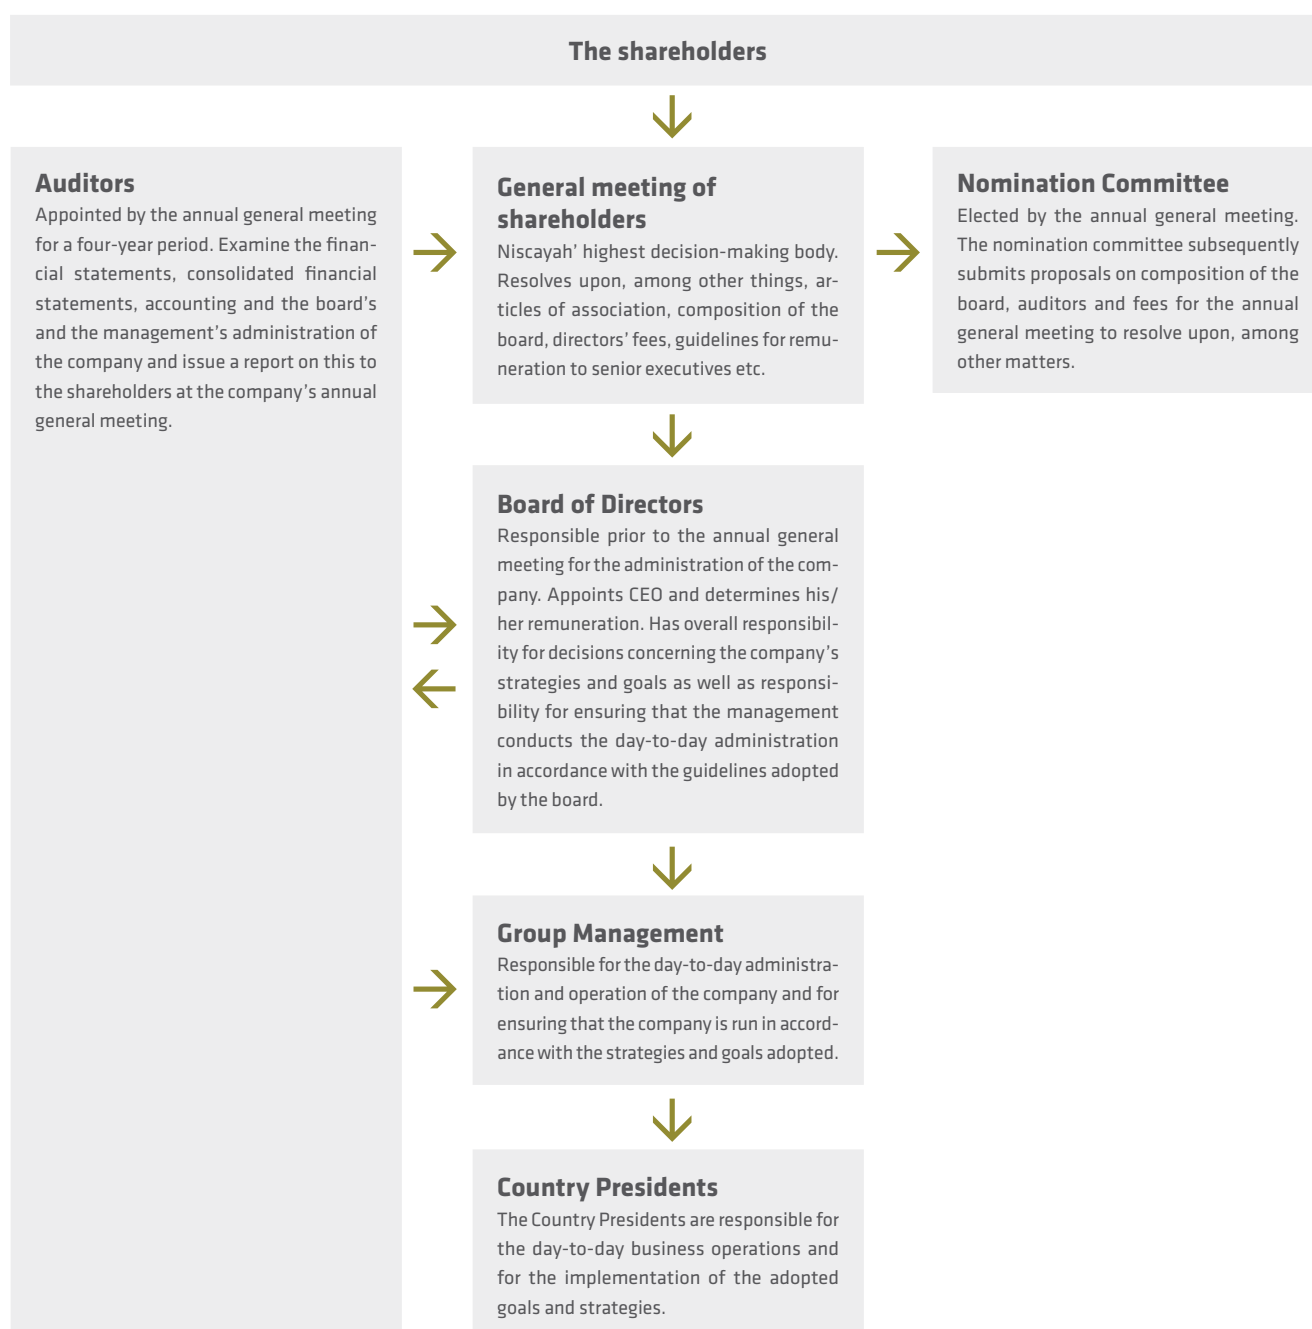 The shareholders
Auditors
Appointed by the annual general meeting
for a four-year period. Examine the finan-
cial statements, consolidated financial
statements, accounting and the board's
and the management's administration of
the company and issue a report on this to
the shareholders at the company's annual
general meeting.
General meeting of
shareholders
Niscayah' highest decision-making body.
Resolves upon, among other things, ar-
ticles of association, composition of the
board, directors' fees, guidelines for remu-
neration to senior executives etc.
Nomination Committee
Elected by the annual general meeting.
The nomination committee subsequently
submits proposals on composition of the
board, auditors and fees for the annual
general meeting to resolve upon, among
other matters.
Board of Directors
Responsible prior to the annual general
meeting for the administration of the com-
pany. Appoints CEO and determines his/
her remuneration. Has overall responsibil-
ity for decisions concerning the company's
strategies and goals as well as responsi-
bility for ensuring that the management
conducts the day-to-day administration
in accordance with the guidelines adopted
by the board.
Group Management
Responsible for the day-to-day administra-
tion and operation of the company and for
ensuring that the company is run in accord-
ance with the strategies and goals adopted.
Country Presidents
The Country Presidents are responsible for
the day-to-day business operations and
for the implementation of the adopted
goals and strategies.